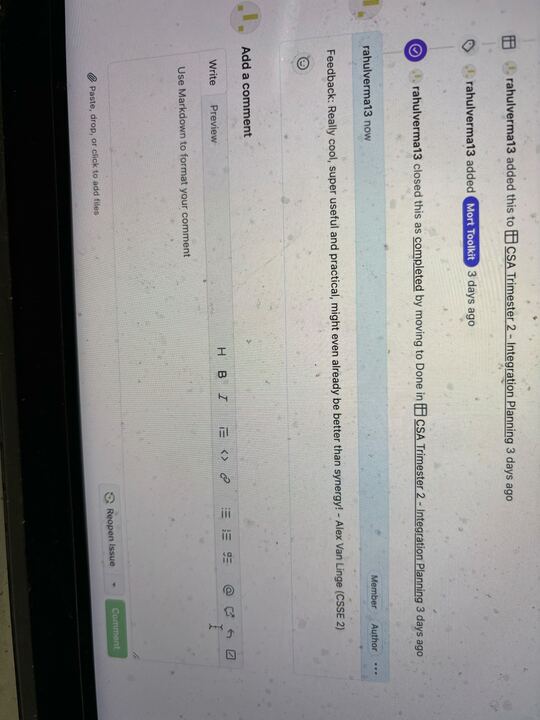 rahulverma13 added this to CSA Trimester 2 - Integration Planning 3 days ago
rahulverma13 added Mort Toolkit 3 days ago
rahulverma13 closed this as completed by moving to Done in CSA Trimester 2 - Integration Planning 3 days ago
rahulverma13 now Member Author ...
Feedback: Really cool, super useful and practical, might even already be better than synergy! - Alex Van Linge (CSSE 2)
Add a comment
Write Preview H B I <> @
Use Markdown to format your comment
Paste, drop, or click to add files
Reopen Issue Comment